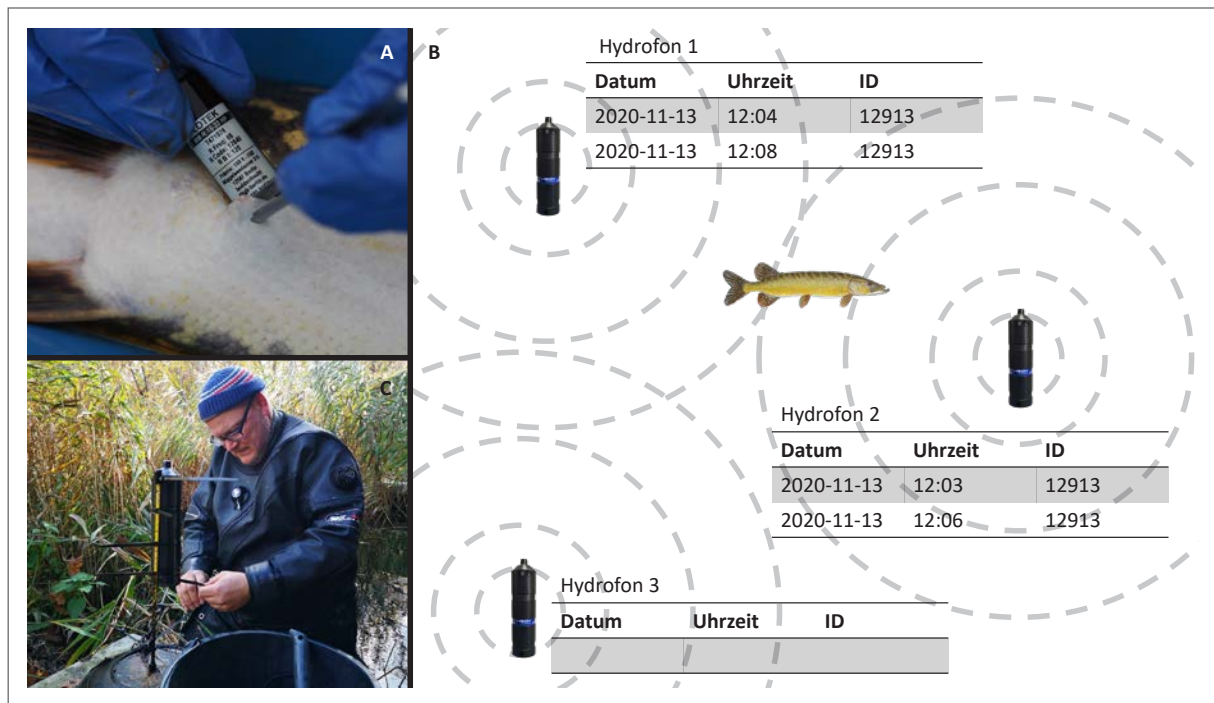 A
B
Hydrofon 1
Datum Uhrzeit ID
2020-11-13 12:04 12913
2020-11-13 12:08 12913
Hydrofon 2
Datum Uhrzeit ID
2020-11-13 12:03 12913
2020-11-13 12:06 12913
C
Hydrofon 3
Datum Uhrzeit ID